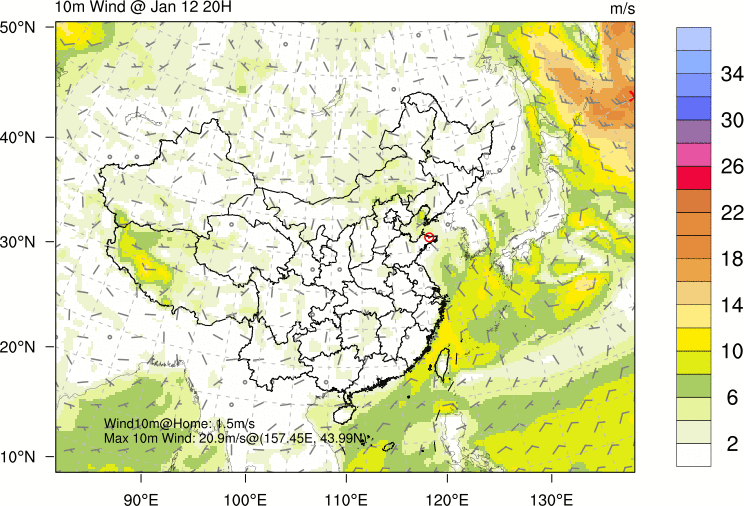 10m Wind @ Jan 12 20H
m/s
50°N
40°N
30°N
20°N
10°N
Wind10m@Home: 1.5m/s
Max 10m Wind: 20.9m/s@(157.45E, 43.99N)
90°E
100°E
110°E
120°E
130°E
34
30
26
22
18
14
10
6
2